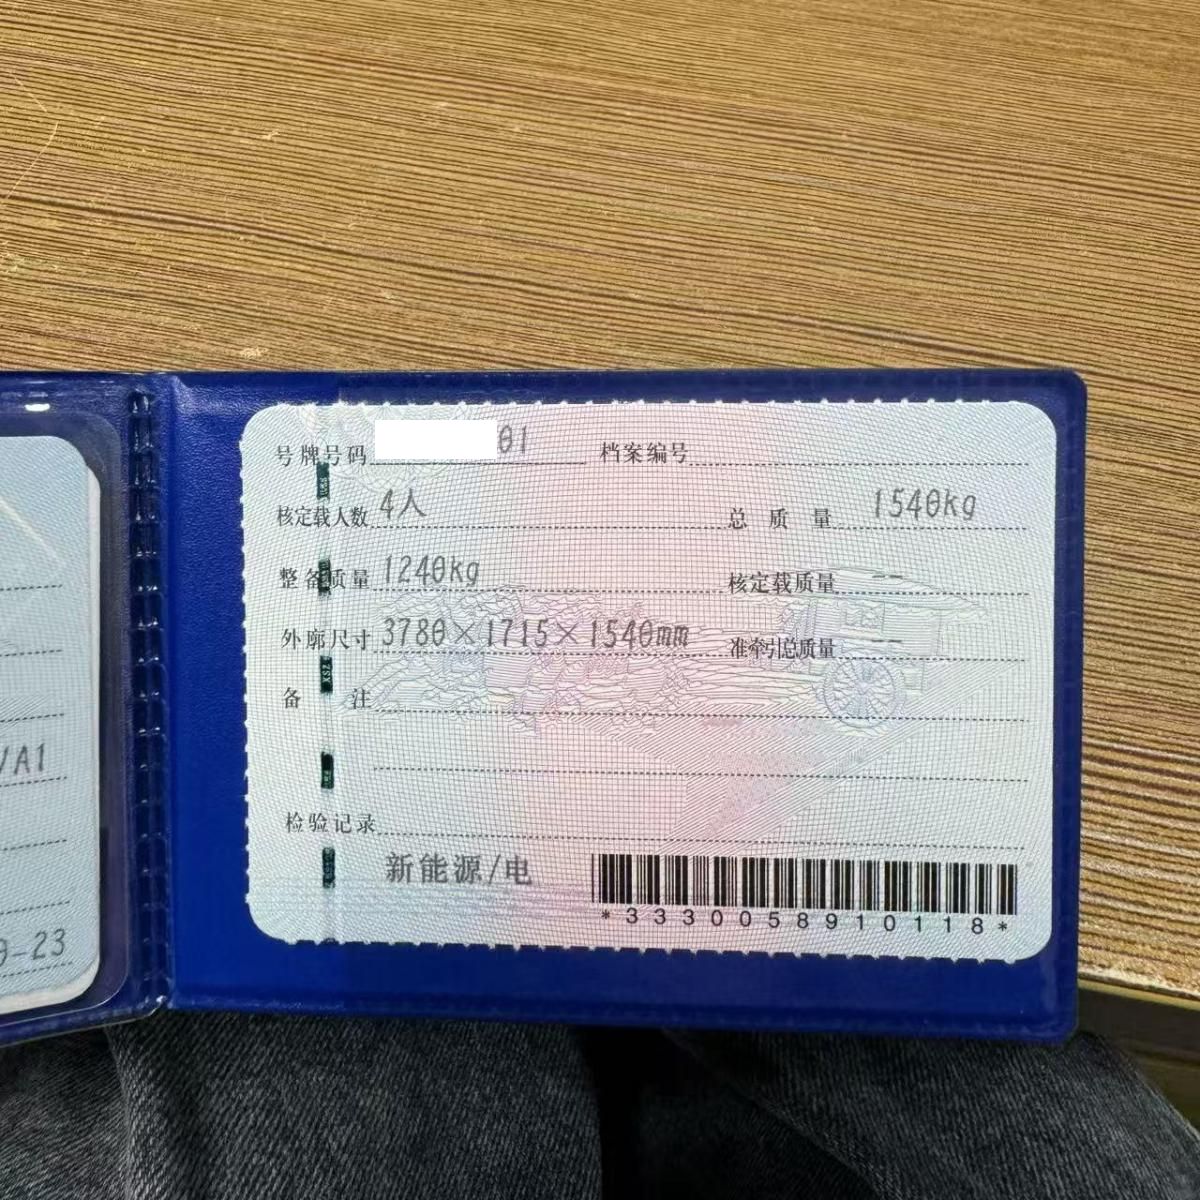 号牌号码 01 档案编号
核定载人数 4人 总质量 1540kg
整备质量 1240kg 核定载质量 --
外廓尺寸 3780×1715×1540mm 准牵引总质量 --
备注
检验记录
新能源/电
*3330058910118*
/A1
-23